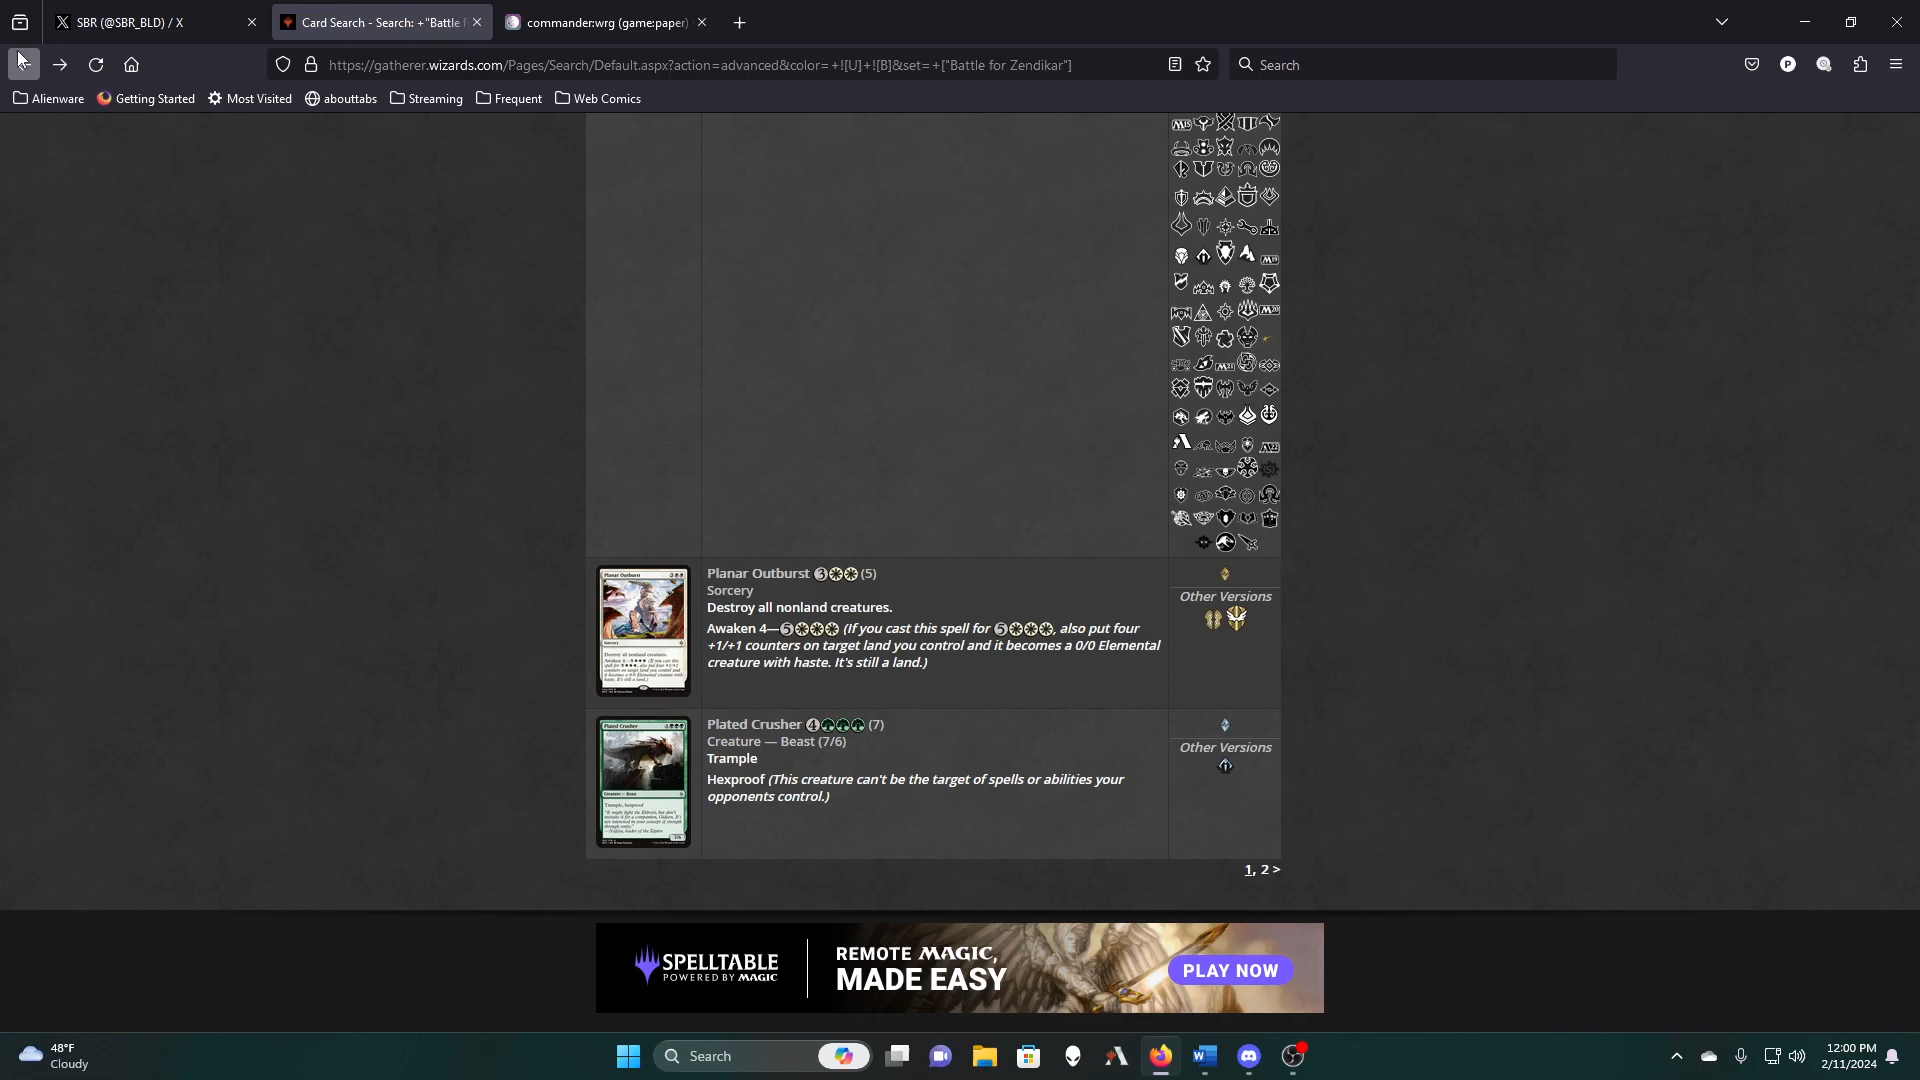 SBR (@SBR_BLD) / X
Card Search - Search: +"Battle f
commander:wrg (game:paper)
https://gatherer.wizards.com/Pages/Search/Default.aspx?action=advanced&color=+![U]+![B]&set=+["Battle for Zendikar"]
Search
Alienware
Getting Started
Most Visited
abouttabs
Streaming
Frequent
Web Comics
Planar Outburst 3 (5)
Sorcery
Destroy all nonland creatures.
Awaken 4—5 (If you cast this spell for 5, also put four
+1/+1 counters on target land you control and it becomes a 0/0 Elemental
creature with haste. It's still a land.)
Other Versions
Plated Crusher 4 (7)
Creature — Beast (7/6)
Trample
Hexproof (This creature can't be the target of spells or abilities your
opponents control.)
Other Versions
1, 2 >
SPELLTABLE
POWERED BY MAGIC
REMOTE MAGIC,
MADE EASY
PLAY NOW
48°F
Cloudy
Search
12:00 PM
2/11/2024